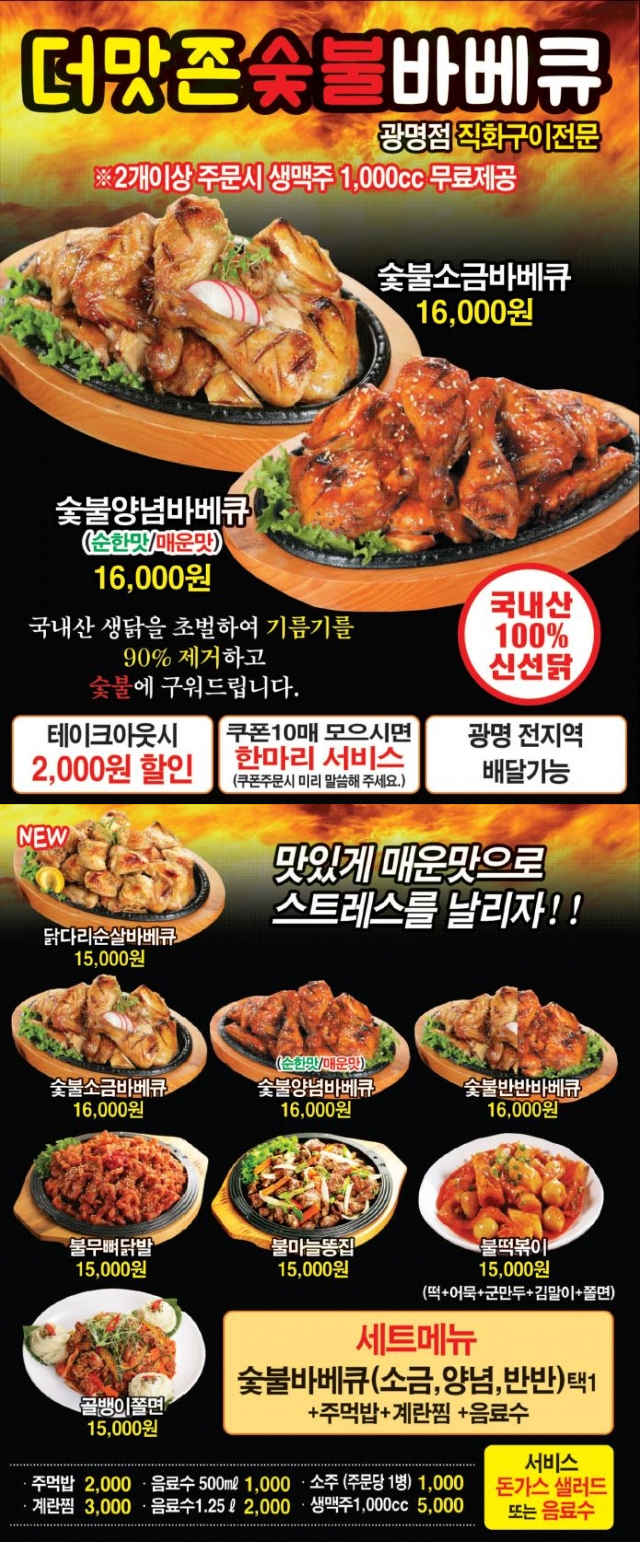 더맛존숯불바베큐
광명점 직화구이전문
※2개이상 주문시 생맥주 1,000cc 무료제공
숯불소금바베큐
16,000원
숯불양념바베큐
(순한맛/매운맛)
16,000원
국내산 생닭을 초벌하여 기름기를
90% 제거하고
숯불에 구워드립니다.
국내산
100%
신선닭
테이크아웃시
2,000원 할인
쿠폰10매 모으시면
한마리 서비스
(쿠폰주문시 미리 말씀해 주세요.)
광명 전지역
배달가능
NEW
맛있게 매운맛으로
스트레스를 날리자!!
닭다리순살바베큐
15,000원
숯불소금바베큐
16,000원
(순한맛/매운맛)
숯불양념바베큐
16,000원
숯불반반바베큐
16,000원
불무뼈닭발
15,000원
불마늘똥집
15,000원
불떡볶이
15,000원
(떡+어묵+군만두+김말이+쫄면)
골뱅이쫄면
15,000원
세트메뉴
숯불바베큐(소금,양념,반반)택1
+주먹밥+계란찜 +음료수
· 주먹밥 2,000 · 음료수 500㎖ 1,000 · 소주 (주문당 1병) 1,000
· 계란찜 3,000 · 음료수1.25ℓ 2,000 · 생맥주1,000cc 5,000
서비스
돈가스 샐러드
또는 음료수